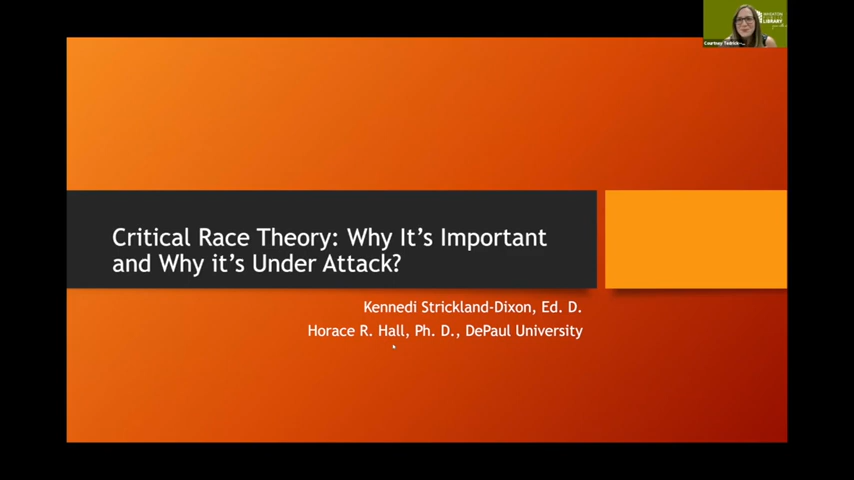 LIBRARY
Critical Race Theory: Why It's Important
and Why it's Under Attack?
Kennedi Strickland-Dixon, Ed. D.
Horace R. Hall, Ph. D., DePaul University